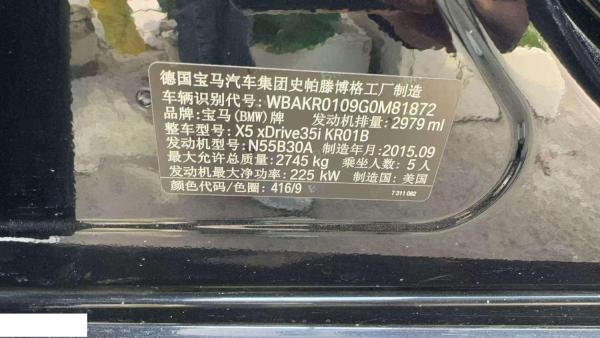 德国宝马汽车集团史帕滕博格工厂制造
车辆识别代号: WBAKR0109G0M81872
品牌: 宝马(BMW)牌 发动机排量: 2979 ml
整车型号: X5 xDrive35i KR01B
发动机型号: N55B30A 制造年月: 2015.09
最大允许总质量: 2745 kg 乘坐人数: 5人
发动机最大净功率: 225 kW 制造国: 美国
颜色代码/色圈: 416/9 7 311 082